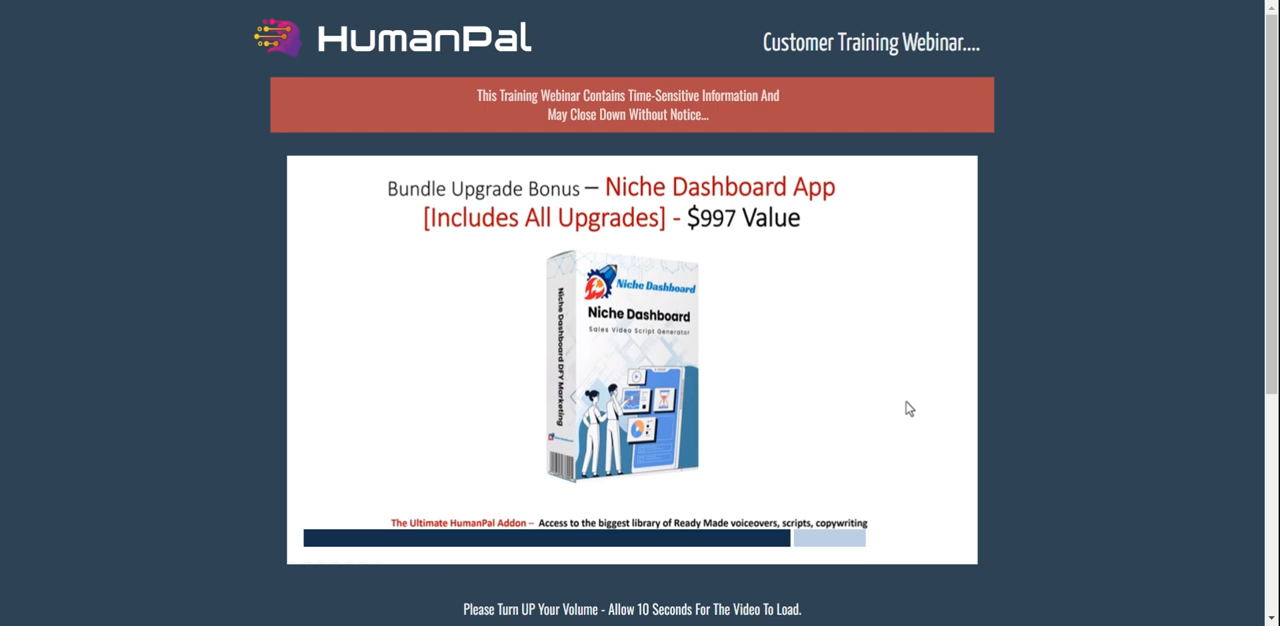 HumanPal
Customer Training Webinar....
This Training Webinar Contains Time-Sensitive Information And
May Close Down Without Notice...
Bundle Upgrade Bonus – Niche Dashboard App
[Includes All Upgrades] - $997 Value
Niche Dashboard
Niche Dashboard
Sales Video Script Generator
Niche Dashboard DFY Marketing
The Ultimate HumanPal Addon – Access to the biggest library of Ready Made voiceovers, scripts, copywriting
Please Turn UP Your Volume - Allow 10 Seconds For The Video To Load.